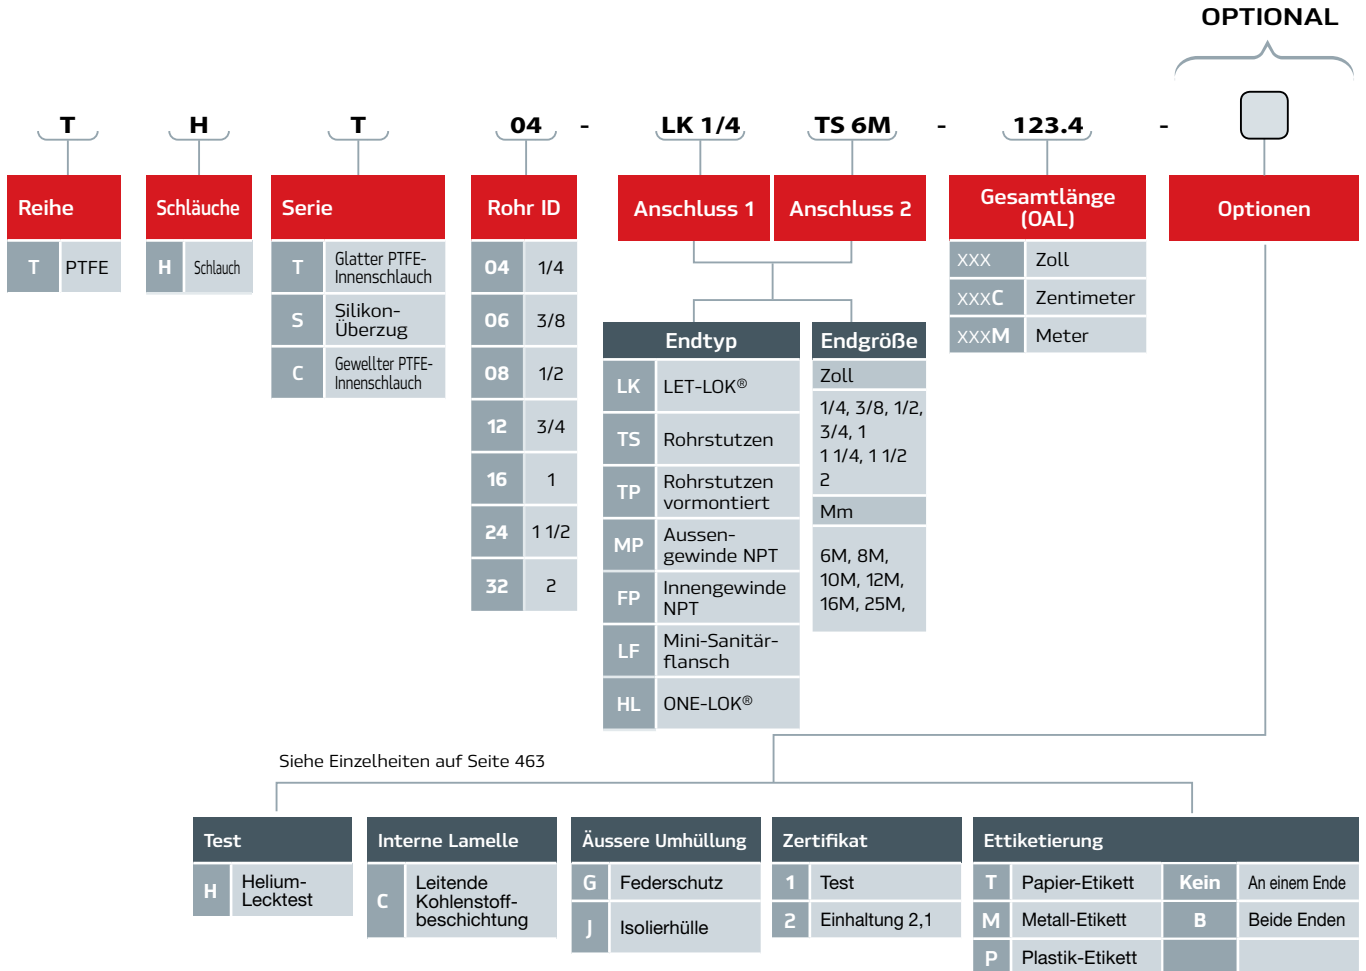 OPTIONAL
T H T 04 - LK 1/4 TS 6M - 123.4 -
Reihe
T PTFE
Schläuche
H Schlauch
Serie
T Glatter PTFE-
Innenschlauch
S Silikon-
Überzug
C Gewellter PTFE-
Innenschlauch
Rohr ID
04 1/4
06 3/8
08 1/2
12 3/4
16 1
24 1 1/2
32 2
Anschluss 1
Anschluss 2
Endtyp
LK LET-LOK®
TS Rohrstutzen
TP Rohrstutzen
vormontiert
MP Aussen-
gewinde NPT
FP Innengewinde
NPT
LF Mini-Sanitär-
flansch
HL ONE-LOK®
Endgröße
Zoll
1/4, 3/8, 1/2,
3/4, 1
1 1/4, 1 1/2
2
Mm
6M, 8M,
10M, 12M,
16M, 25M,
Gesamtlänge
(OAL)
XXX Zoll
XXXC Zentimeter
XXXM Meter
Optionen
Siehe Einzelheiten auf Seite 463
Test
H Helium-
Lecktest
Interne Lamelle
C Leitende
Kohlenstoff-
beschichtung
Äussere Umhüllung
G Federschutz
J Isolierhülle
Zertifikat
1 Test
2 Einhaltung 2,1
Ettiketierung
T Papier-Etikett Kein An einem Ende
M Metall-Etikett B Beide Enden
P Plastik-Etikett